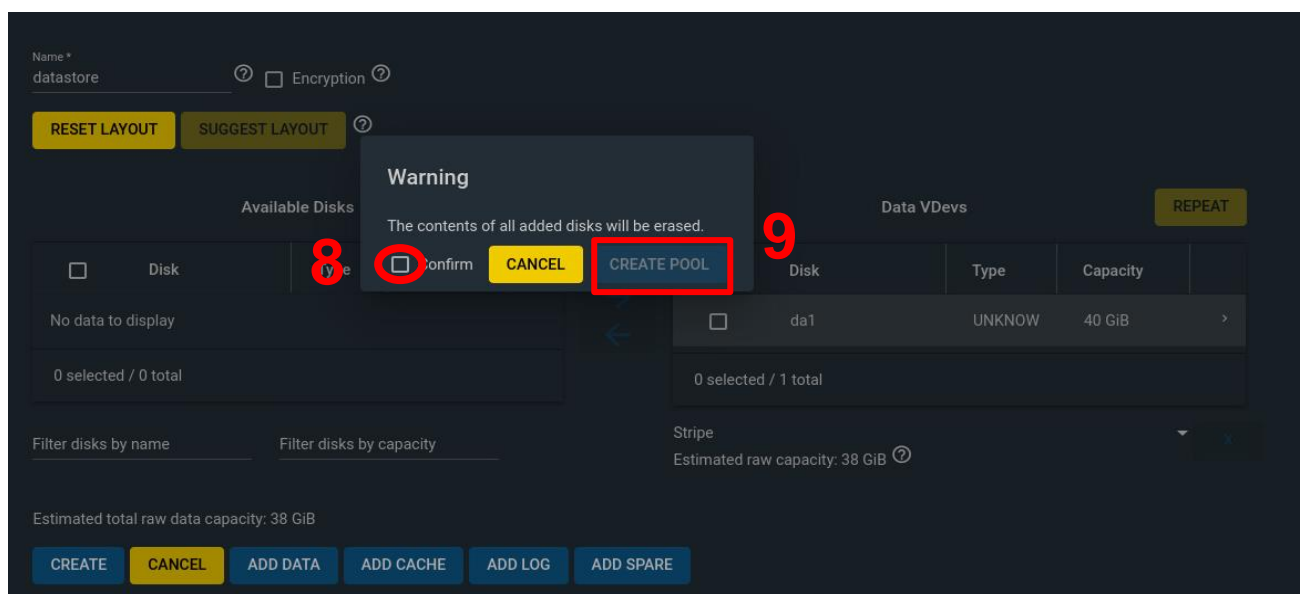 Name *
datastore
Encryption
RESET LAYOUT SUGGEST LAYOUT
Warning
The contents of all added disks will be erased.
8 Confirm CANCEL CREATE POOL 9
Available Disks
Disk Type
No data to display
0 selected / 0 total
Filter disks by name Filter disks by capacity
Data VDevs REPEAT
Disk Type Capacity
da1 UNKNOW 40 GiB
0 selected / 1 total
Stripe
X
Estimated raw capacity: 38 GiB
Estimated total raw data capacity: 38 GiB
CREATE CANCEL ADD DATA ADD CACHE ADD LOG ADD SPARE